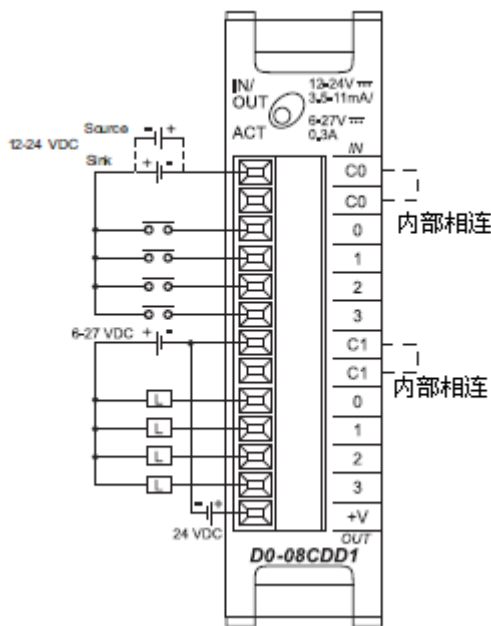 IN/
OUT
ACT
12-24V
3.5-11mA/
6-27V
0.3A
IN
Source
- +
12-24 VDC
Sink
+ -
C0
C0
内部相连
0
1
2
3
6-27 VDC
+ -
C1
C1
内部相连
L
0
L
1
L
2
L
3
- +
24 VDC
+V
OUT
D0-08CDD1